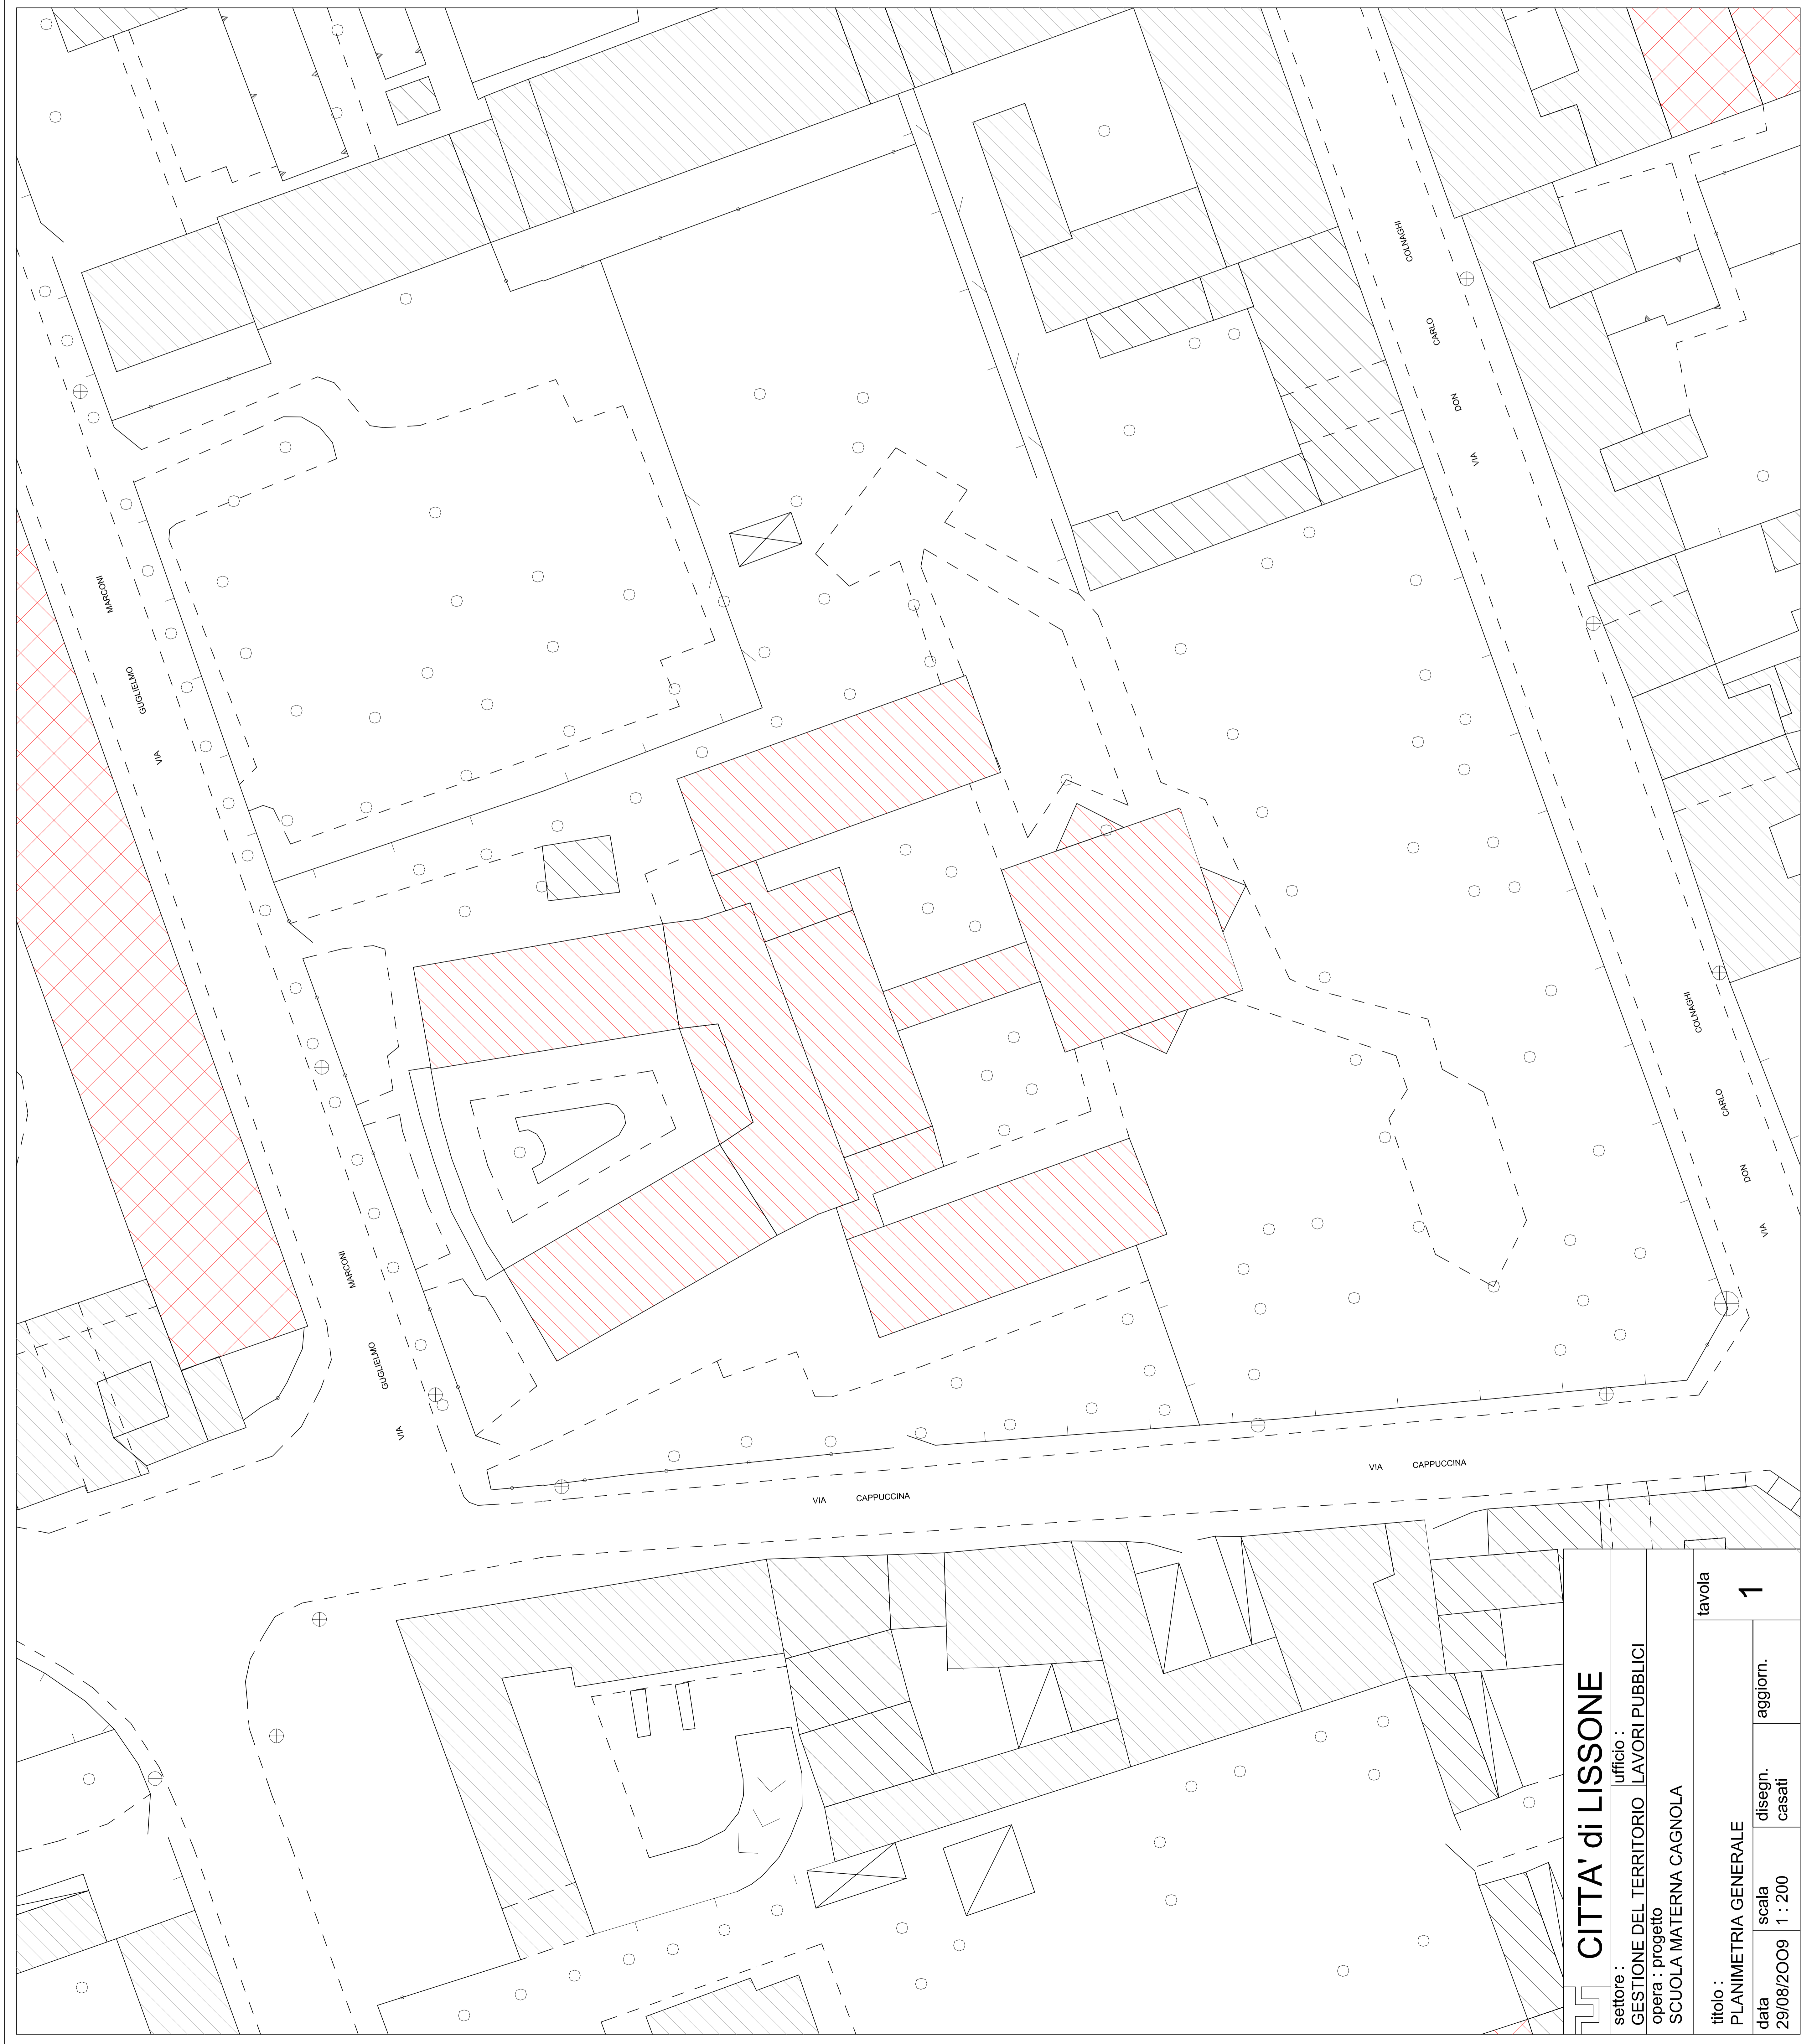 COLNAGHI
CARLO
DON
VIA
MARCONI
GUGLIELMO
VIA
COLNAGHI
CARLO
DON
VIA
MARCONI
GUGLIELMO
VIA
VIA CAPPUCCINA
VIA CAPPUCCINA
CITTA' di LISSONE
settore :
GESTIONE DEL TERRITORIO
ufficio :
LAVORI PUBBLICI
opera : progetto
SCUOLA MATERNA CAGNOLA
titolo :
PLANIMETRIA GENERALE
tavola
1
data
29/08/2OO9
scala
1 : 200
disegn.
casati
aggiorn.